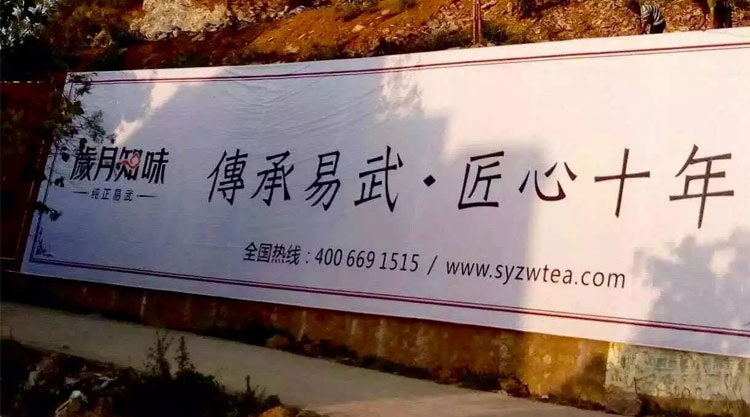 歲月知味
纯正易武
傳承易武·匠心十年
全国热线:400 669 1515 / www.syzwtea.com